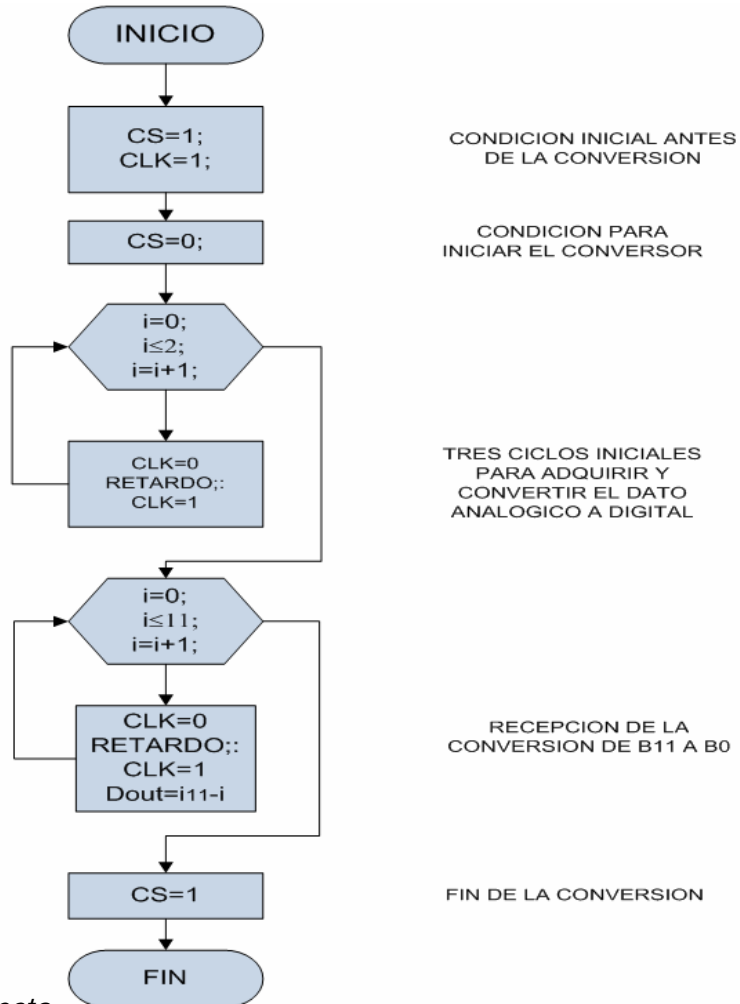 INICIO
CS=1;
CLK=1;
CONDICION INICIAL ANTES
DE LA CONVERSION
CS=0;
CONDICION PARA
INICIAR EL CONVERSOR
i=0;
i≤2;
i=i+1;
CLK=0
RETARDO;:
CLK=1
TRES CICLOS INICIALES
PARA ADQUIRIR Y
CONVERTIR EL DATO
ANALOGICO A DIGITAL
i=0;
i≤11;
i=i+1;
CLK=0
RETARDO;:
CLK=1
Dout=i11-i
RECEPCION DE LA
CONVERSION DE B11 A B0
CS=1
FIN DE LA CONVERSION
FIN